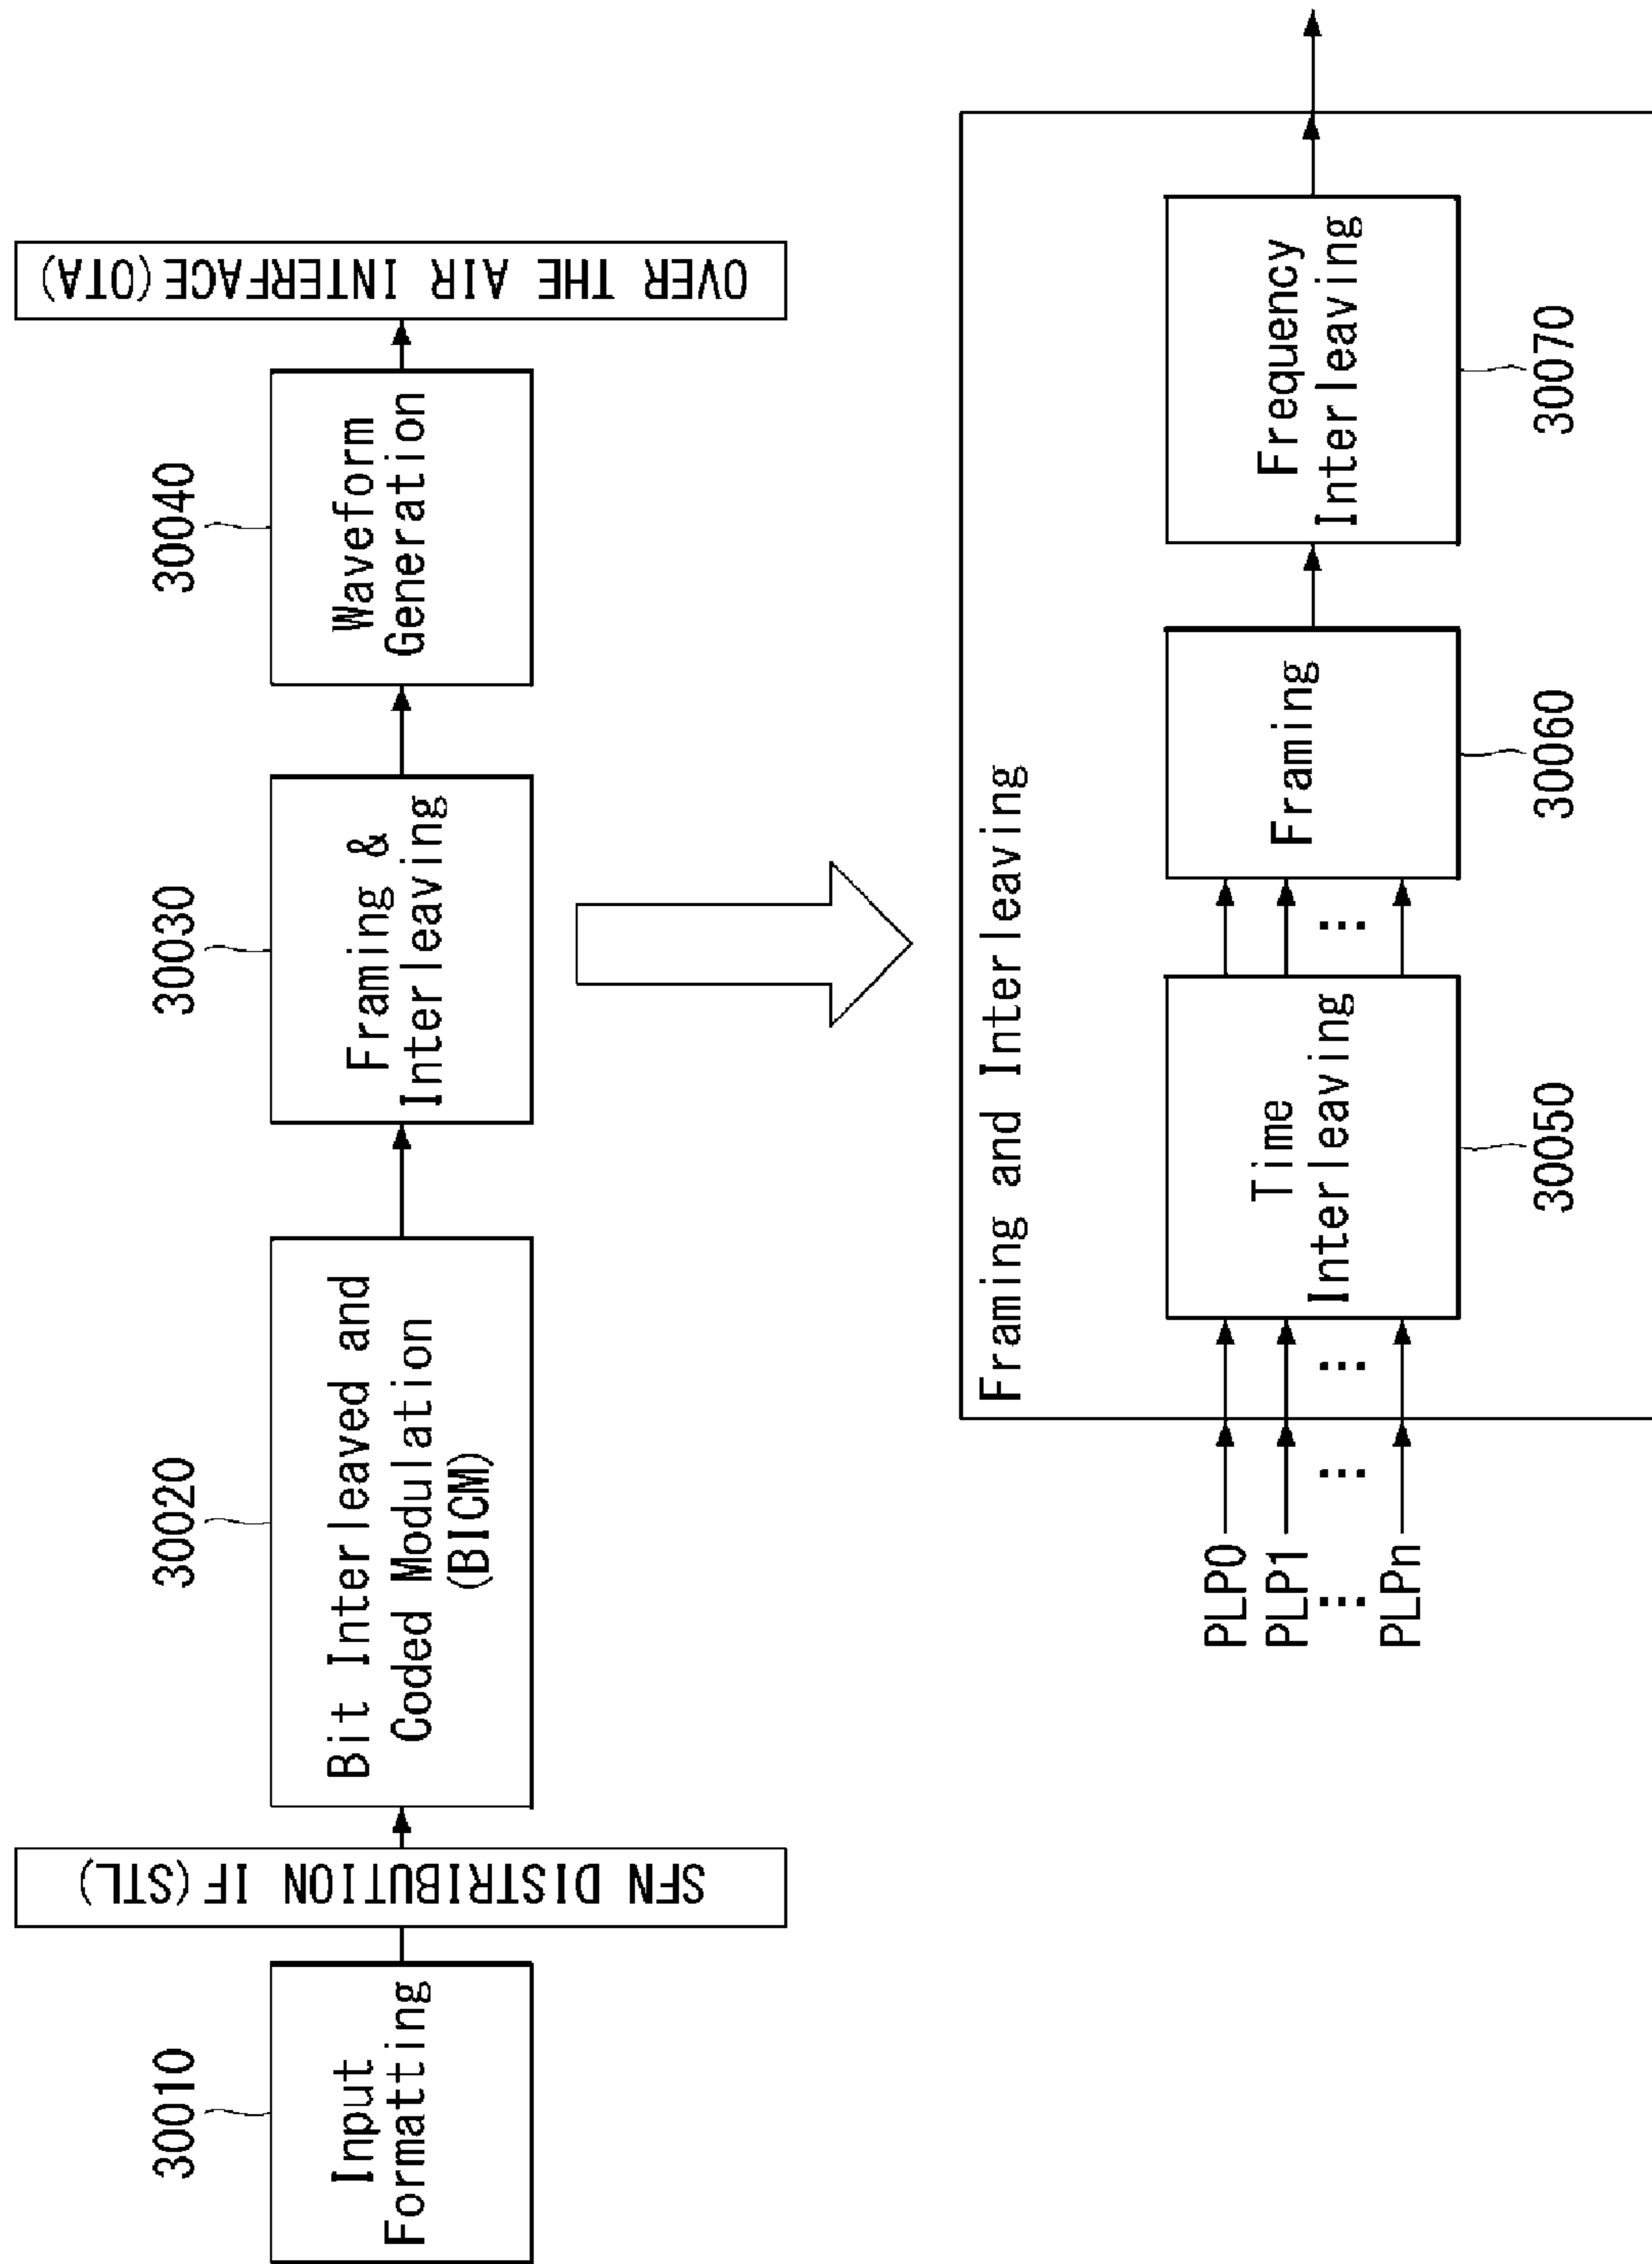 30010
Input
Formatting
SFN DISTRIBUTION IF(STL)
30020
Bit Interleaved and
Coded Modulation
(BICM)
30030
Framing &
Interleaving
30040
Waveform
Generation
OVER THE AIR INTERFACE(OTA)
Framing and Interleaving
PLP0
PLP1
⋮
PLPn
⋮
⋮
Time
Interleaving
30050
⋮
Framing
30060
Frequency
Interleaving
30070